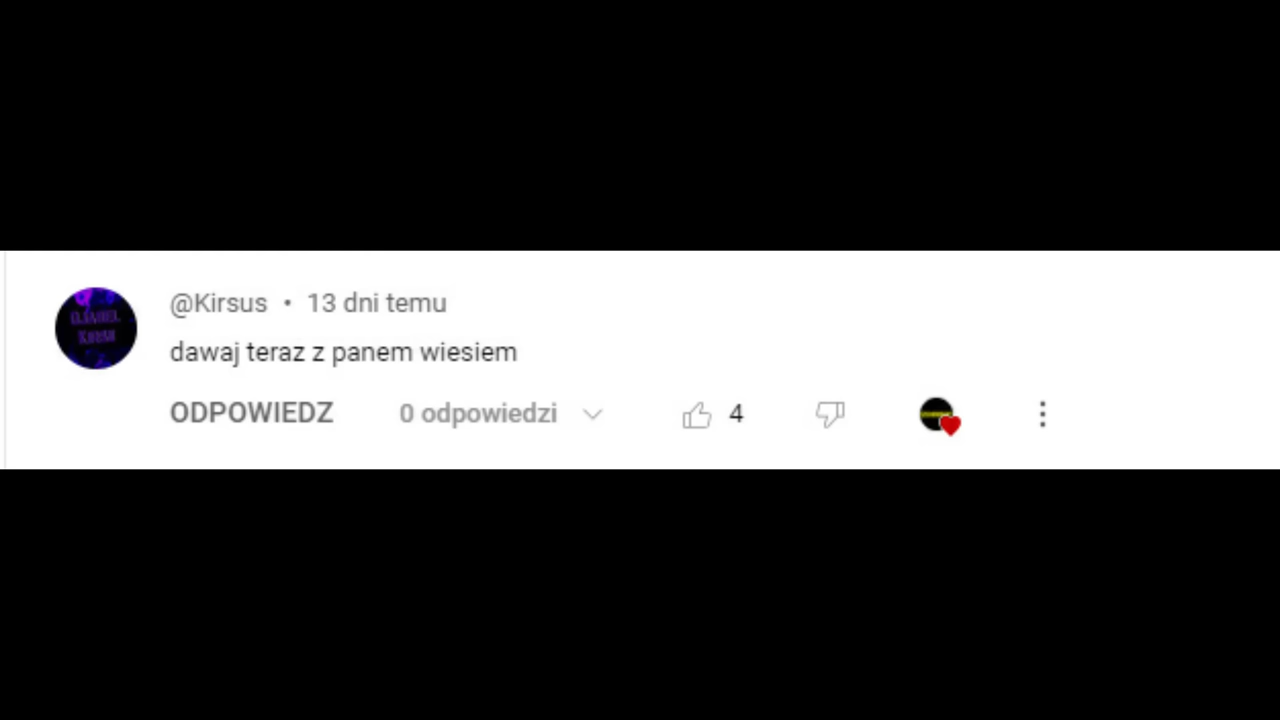 @Kirsus • 13 dni temu
dawaj teraz z panem wiesiem
ODPOWIEDZ 0 odpowiedzi 4